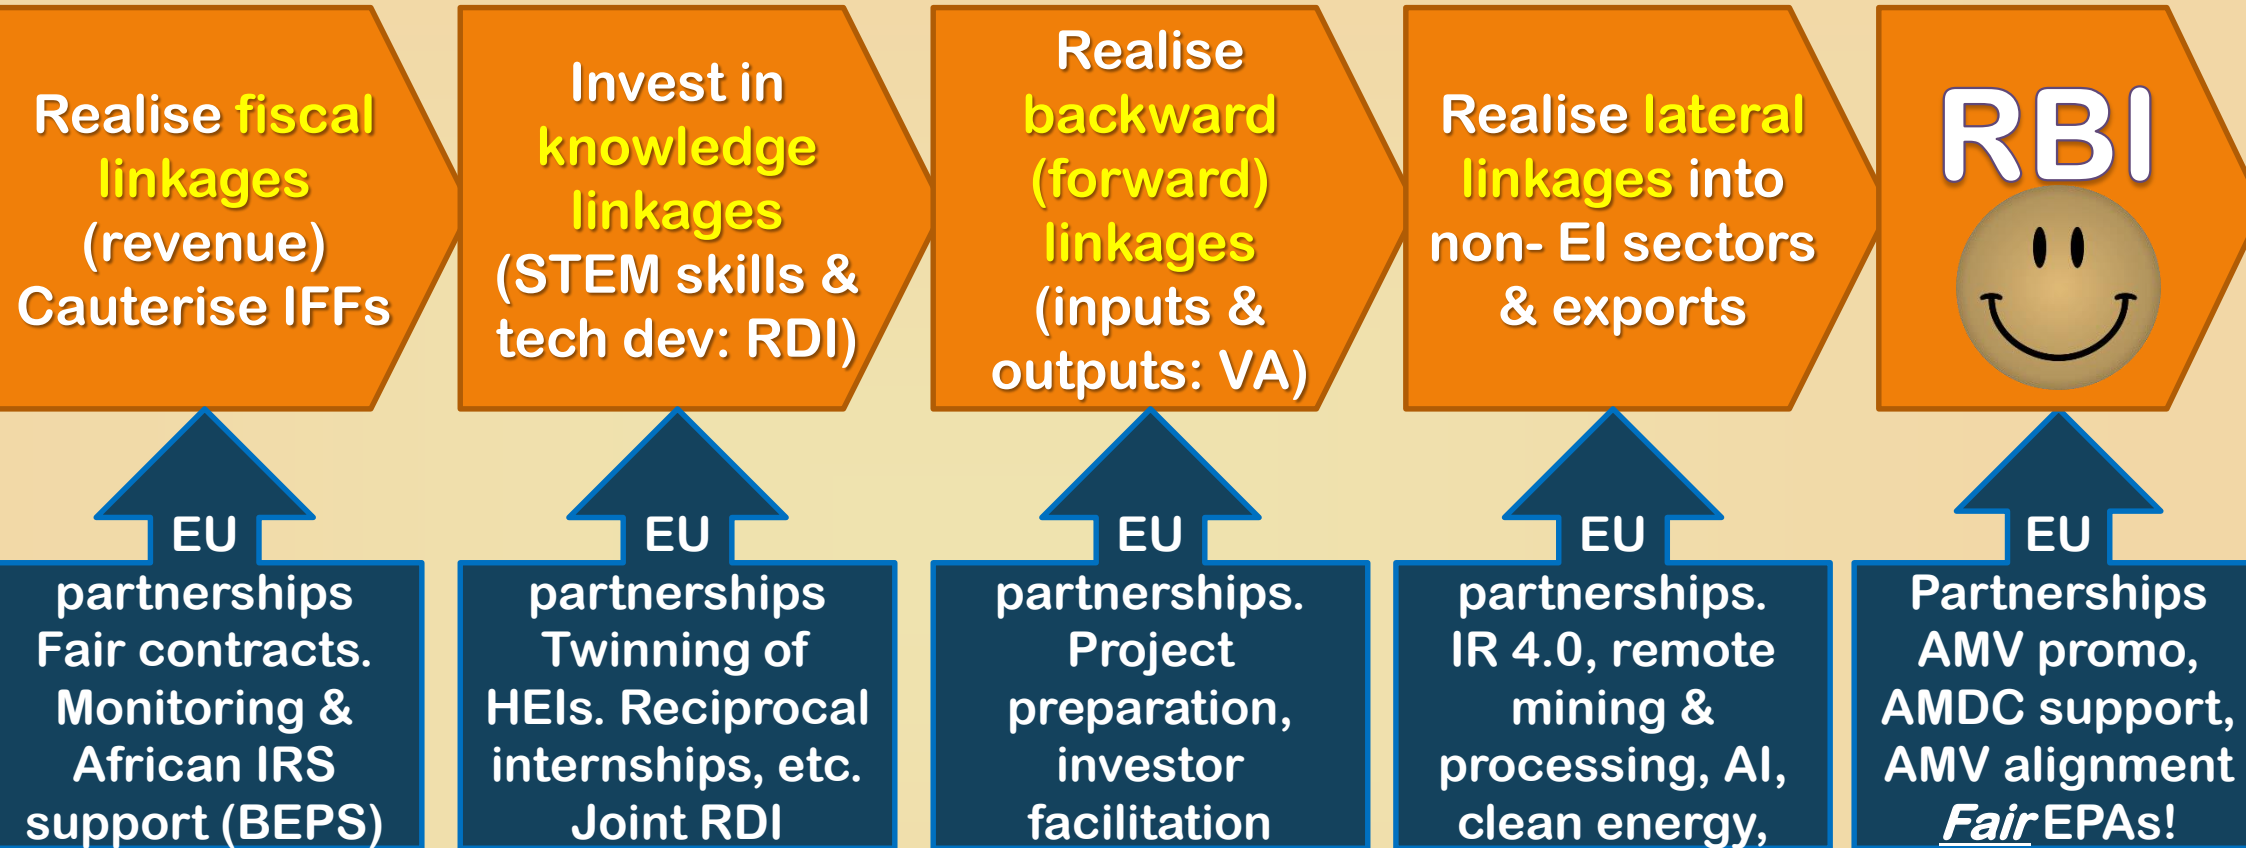 Realise fiscal
linkages
(revenue)
Cauterise IFFs
Invest in
knowledge
linkages
(STEM skills &
tech dev: RDI)
Realise
backward
(forward)
linkages
(inputs &
outputs: VA)
Realise lateral
linkages into
non- EI sectors
& exports
RBI
EU
partnerships
Fair contracts.
Monitoring &
African IRS
support (BEPS)
EU
partnerships
Twinning of
HEIs. Reciprocal
internships, etc.
Joint RDI
EU
partnerships.
Project
preparation,
investor
facilitation
EU
partnerships.
IR 4.0, remote
mining &
processing, AI,
clean energy,
EU
Partnerships
AMV promo,
AMDC support,
AMV alignment
Fair EPAs!